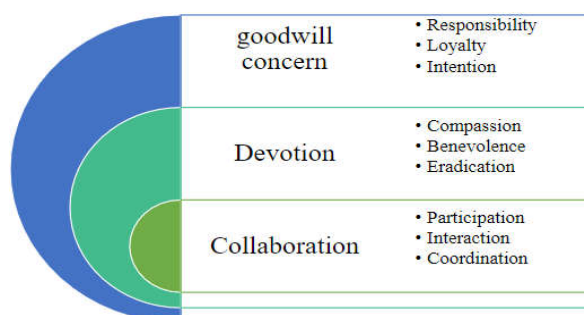 goodwill
concern
• Responsibility
• Loyalty
• Intention
Devotion
• Compassion
• Benevolence
• Eradication
Collaboration
• Participation
• Interaction
• Coordination